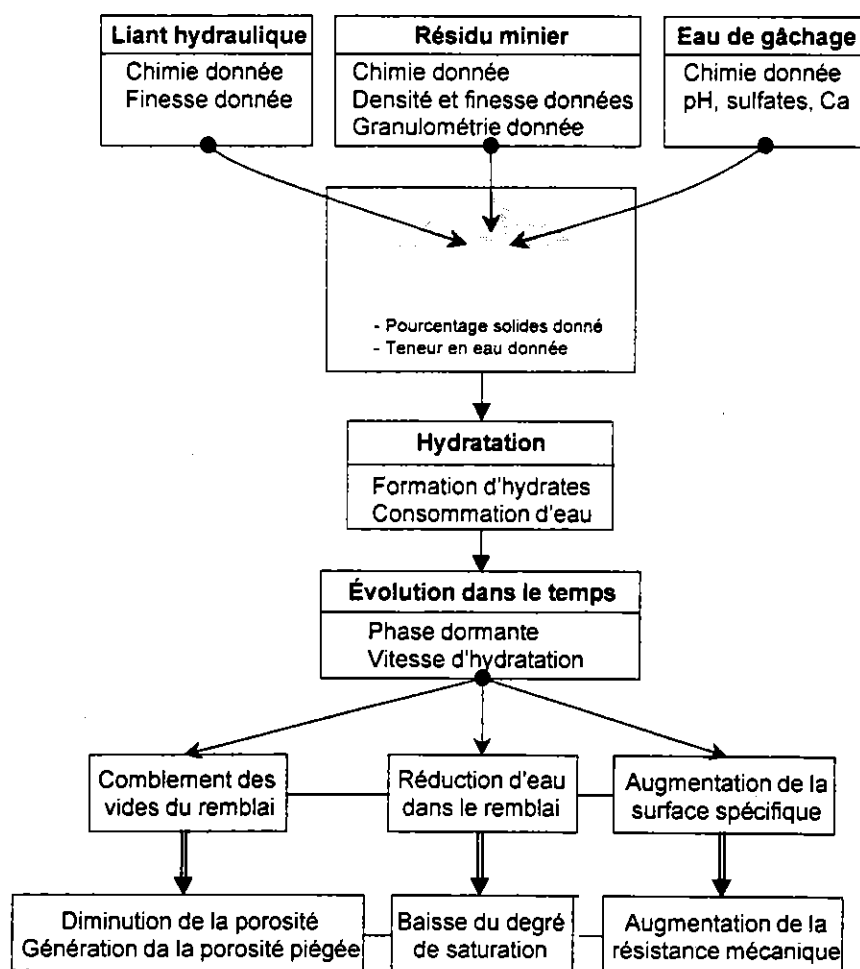 Liant hydraulique
Chimie donnée
Finesse donnée
Résidu minier
Chimie donnée
Densité et finesse données
Granulométrie donnée
Eau de gâchage
Chimie donnée
pH, sulfates, Ca
- Pourcentage solides donné
- Teneur en eau donnée
Hydratation
Formation d'hydrates
Consommation d'eau
Évolution dans le temps
Phase dormante
Vitesse d'hydratation
Comblement des
vides du remblai
Réduction d'eau
dans le remblai
Augmentation de la
surface spécifique
Diminution de la porosité
Génération da la porosité piégée
Baisse du degré
de saturation
Augmentation de la
résistance mécanique